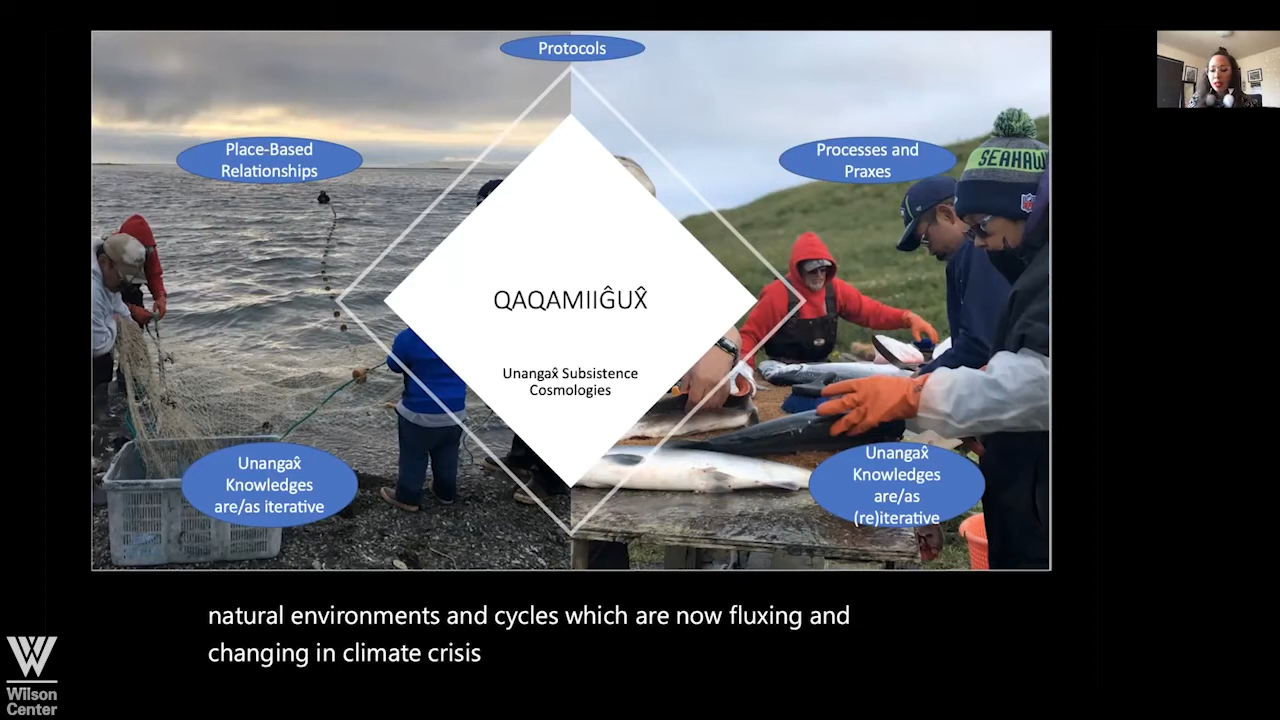 Protocols
Place-Based
Relationships
Processes and
Praxes
SEAHAW
QAQAMIIĜUX̂
Unangax̂ Subsistence
Cosmologies
Unangax̂
Knowledges
are/as iterative
Unangax̂
Knowledges
are/as
(re)iterative
natural environments and cycles which are now fluxing and
changing in climate crisis
W
Wilson
Center